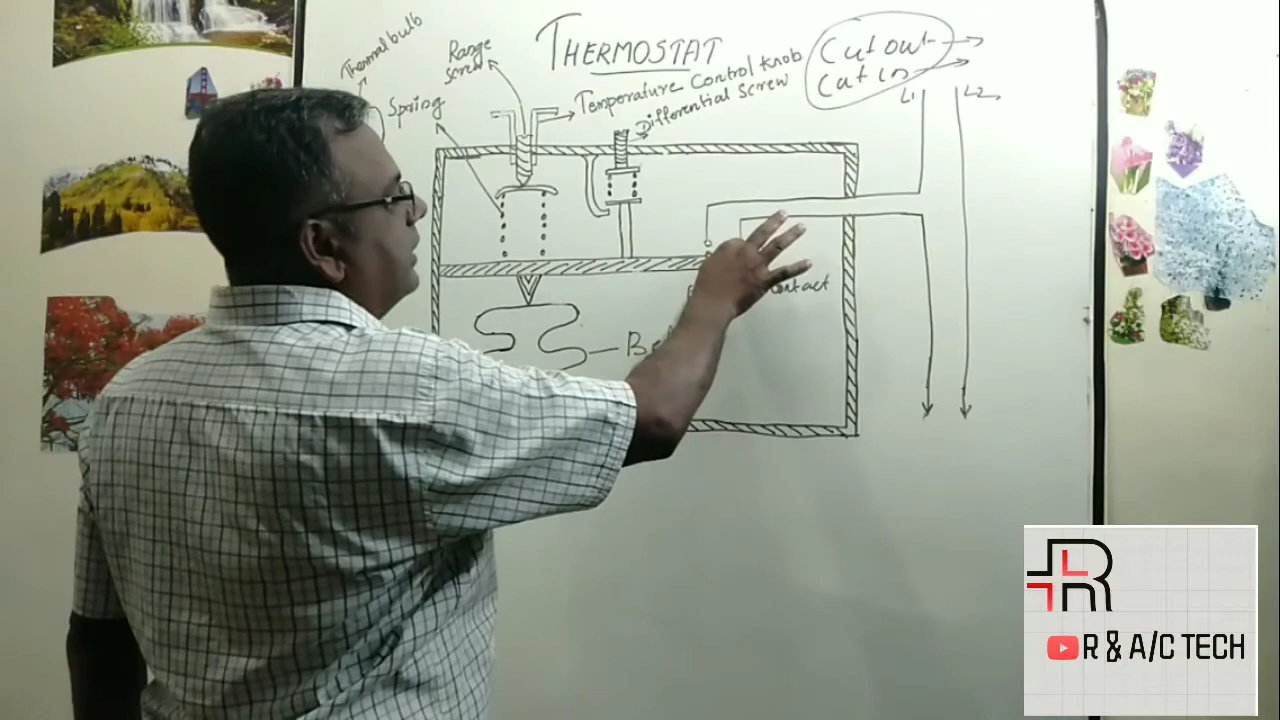 THERMOSTAT
Cut out
Cut in
Thermal bulb
Range
screw
Spring
Temperature Control Knob
Differential Screw
L1
L2
contact
R & A/C TECH